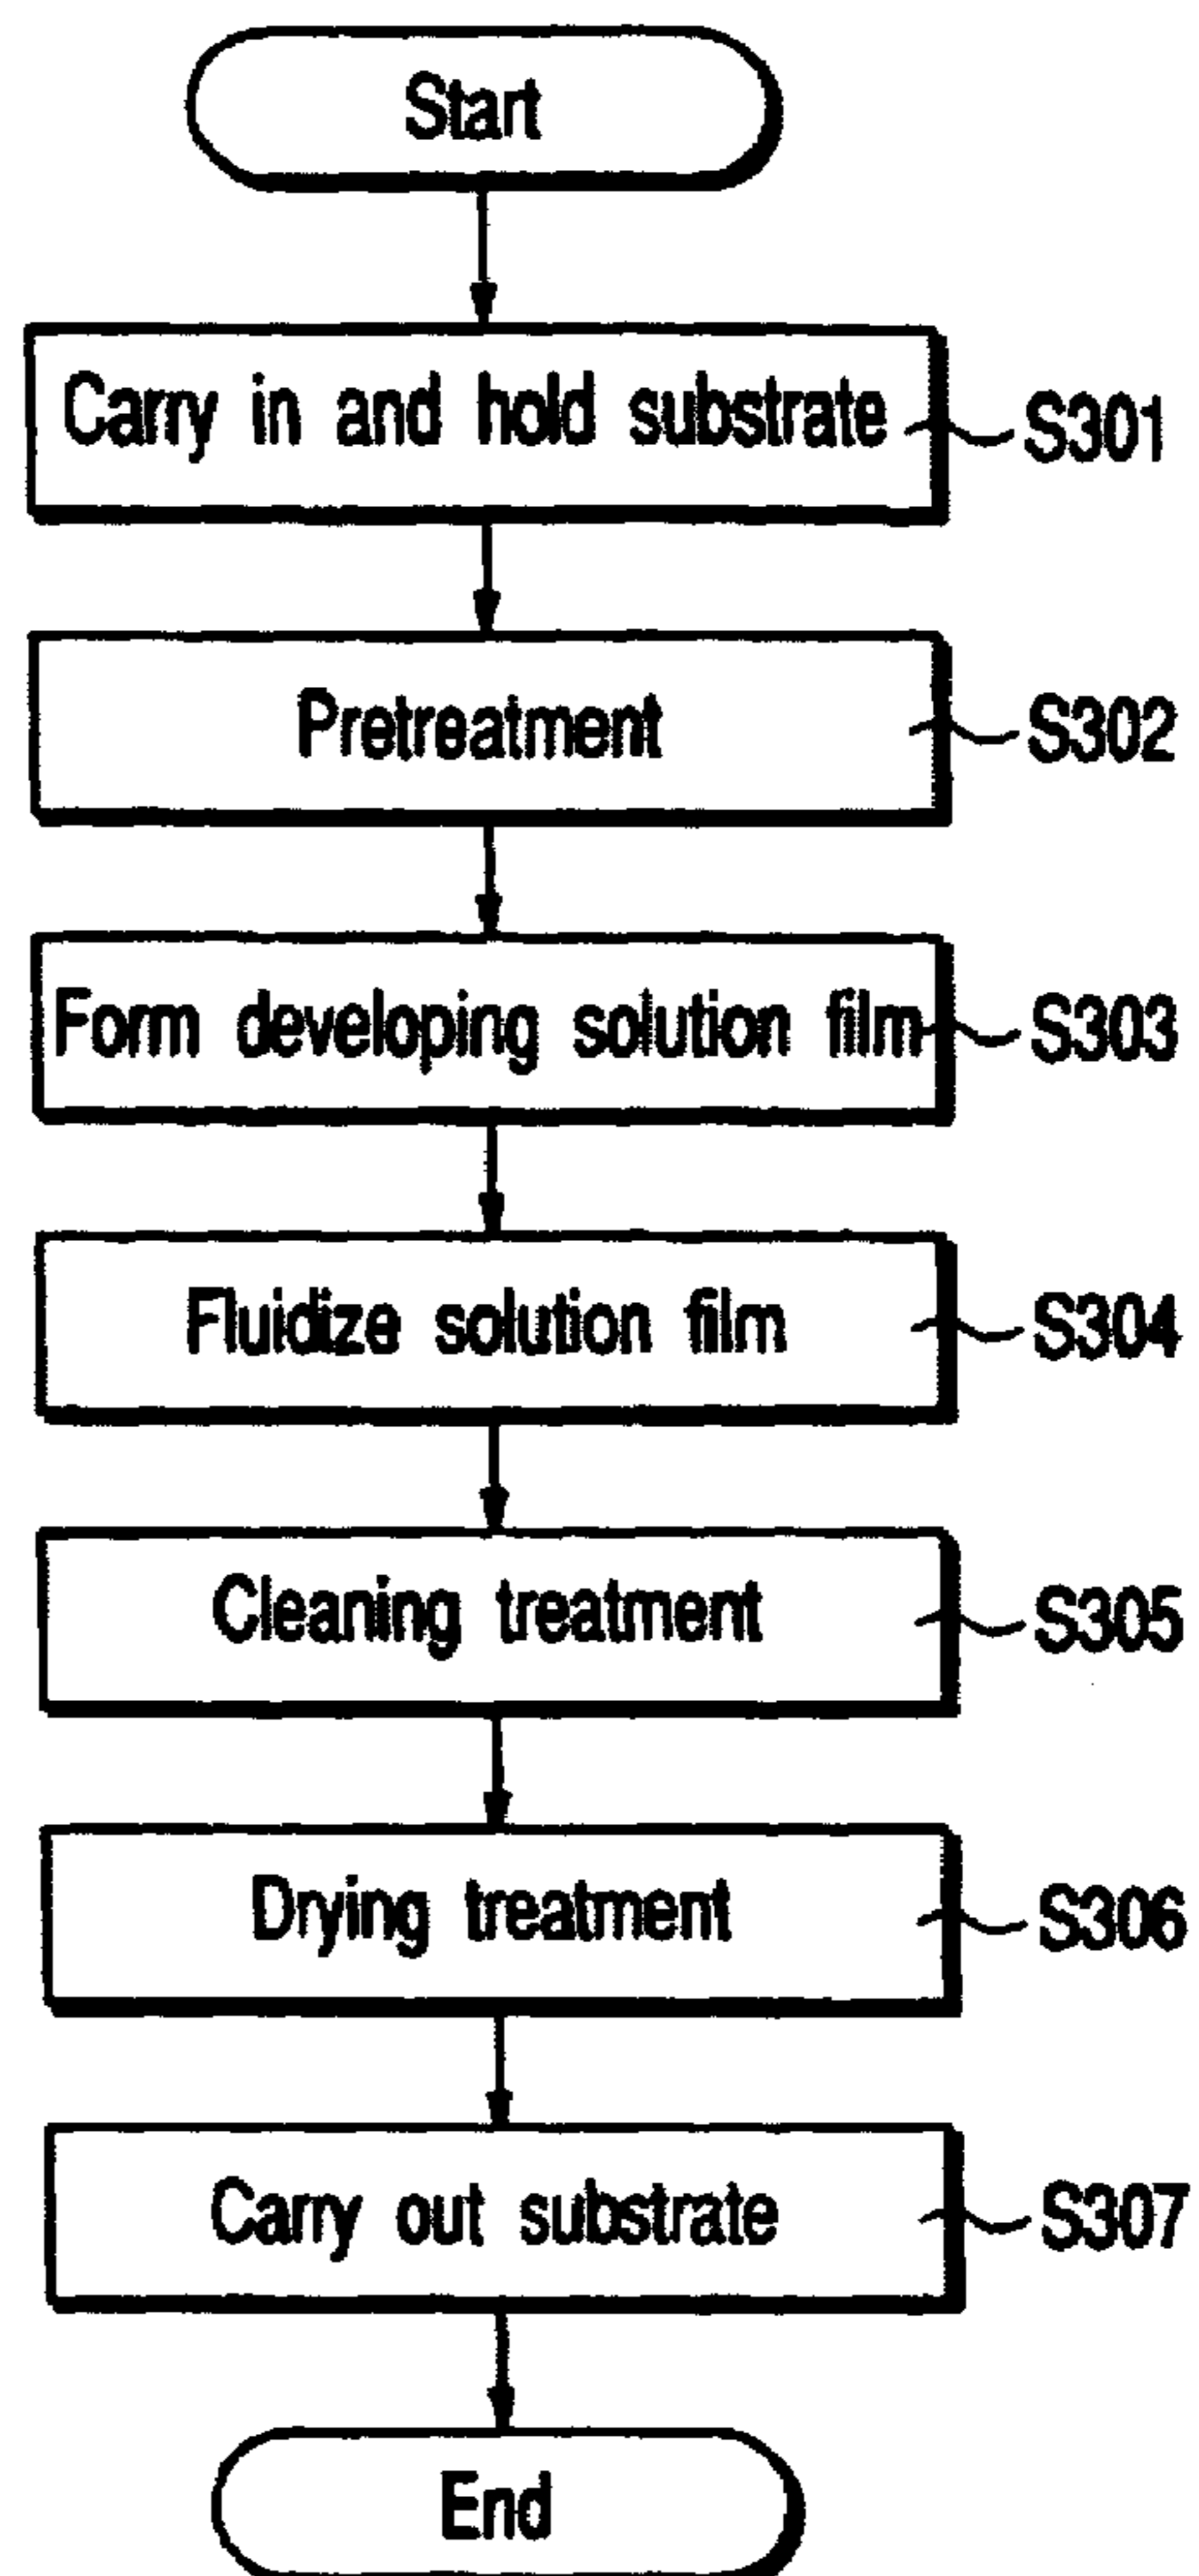 Start
Carry in and hold substrate S301
Pretreatment S302
Form developing solution film S303
Fluidize solution film S304
Cleaning treatment S305
Drying treatment S306
Carry out substrate S307
End